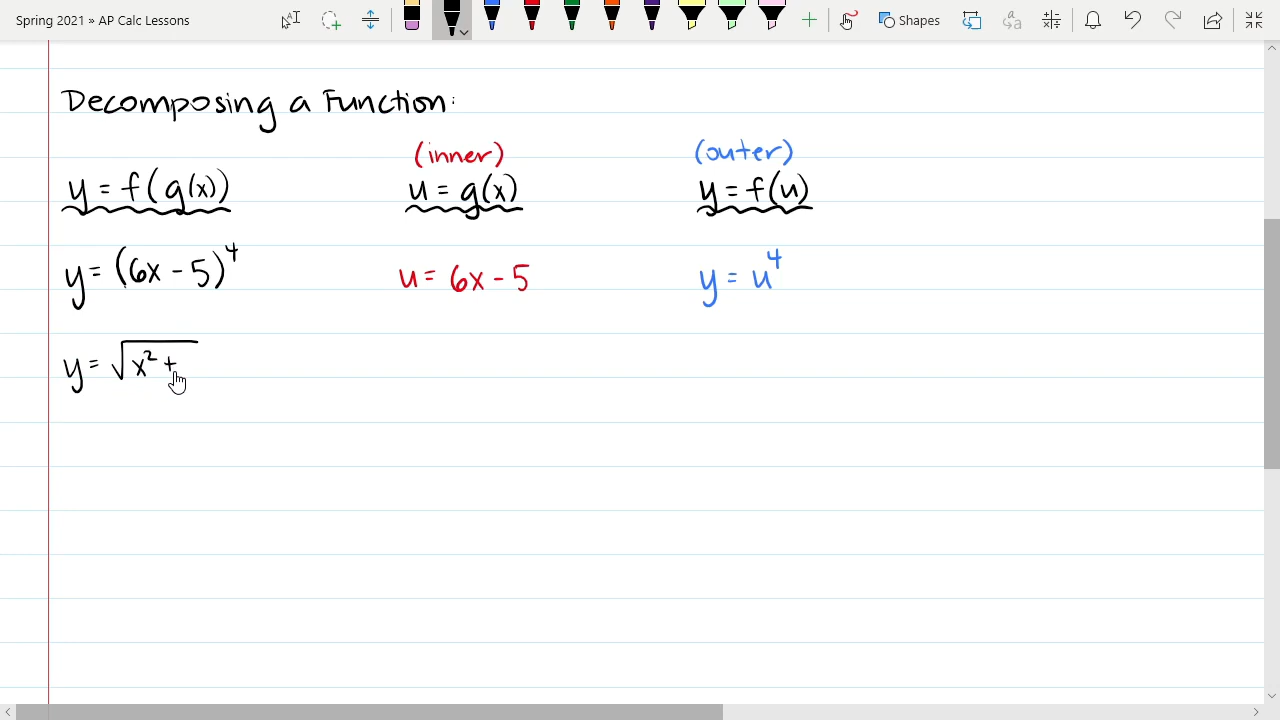 Spring 2021 » AP Calc Lessons
Shapes
Decomposing a Function:
(inner) (outer)
y = f(g(x)) u = g(x) y = f(u)
y = (6x - 5)⁴ u = 6x - 5 y = u⁴
y = √x² +